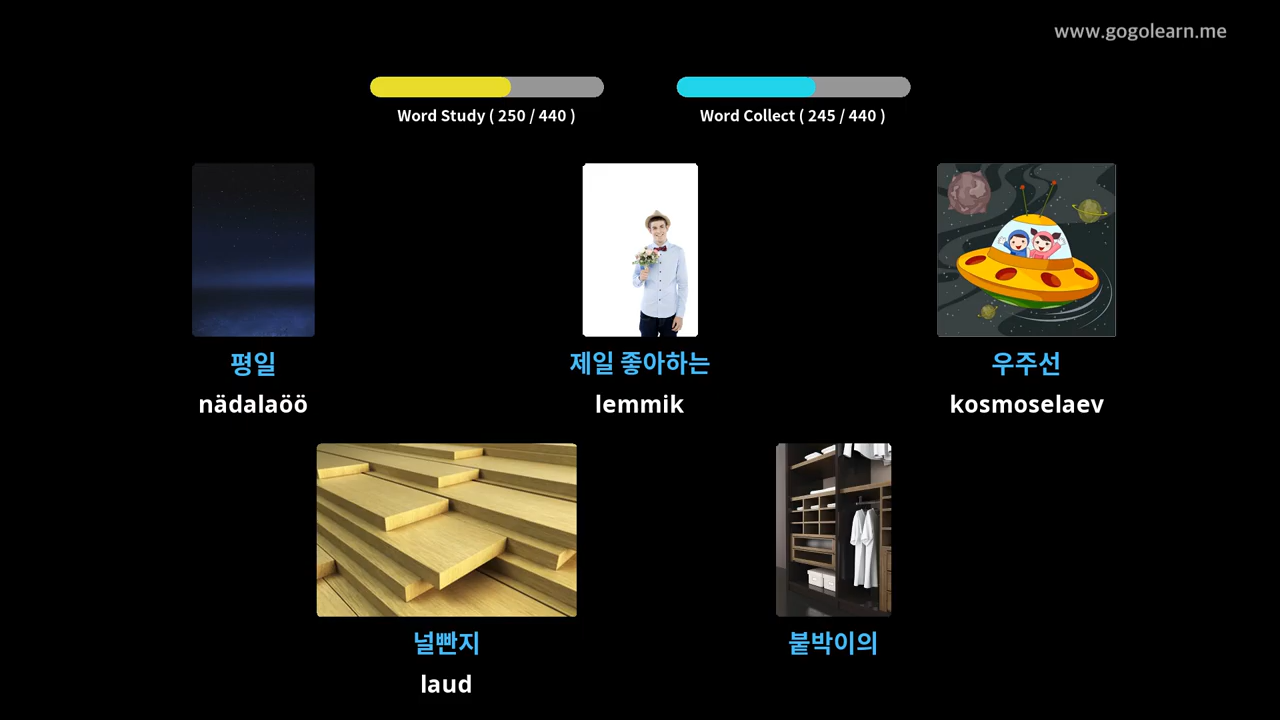 www.gogolearn.me
Word Study ( 250 / 440 )
Word Collect ( 245 / 440 )
평일
nädalaöö
제일 좋아하는
lemmik
우주선
kosmoselaev
널빤지
laud
붙박이의